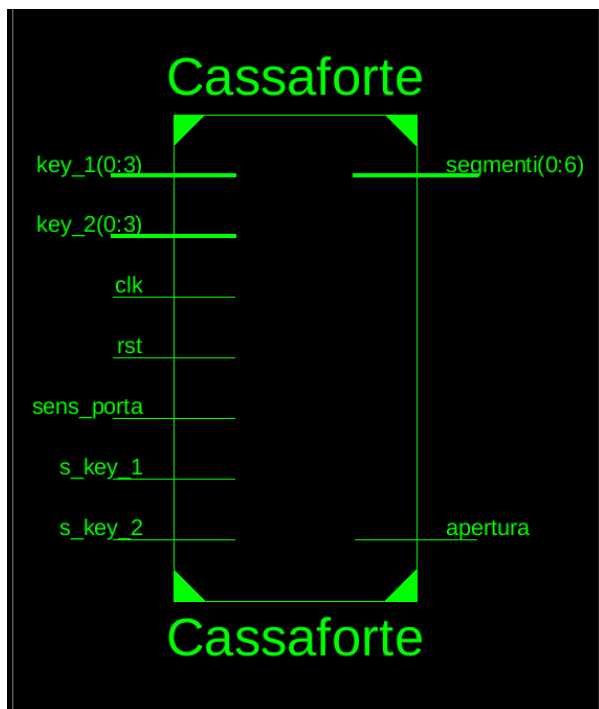 Cassaforte
key_1(0:3)
segmenti(0:6)
key_2(0:3)
clk
rst
sens_porta
s_key_1
s_key_2
apertura
Cassaforte